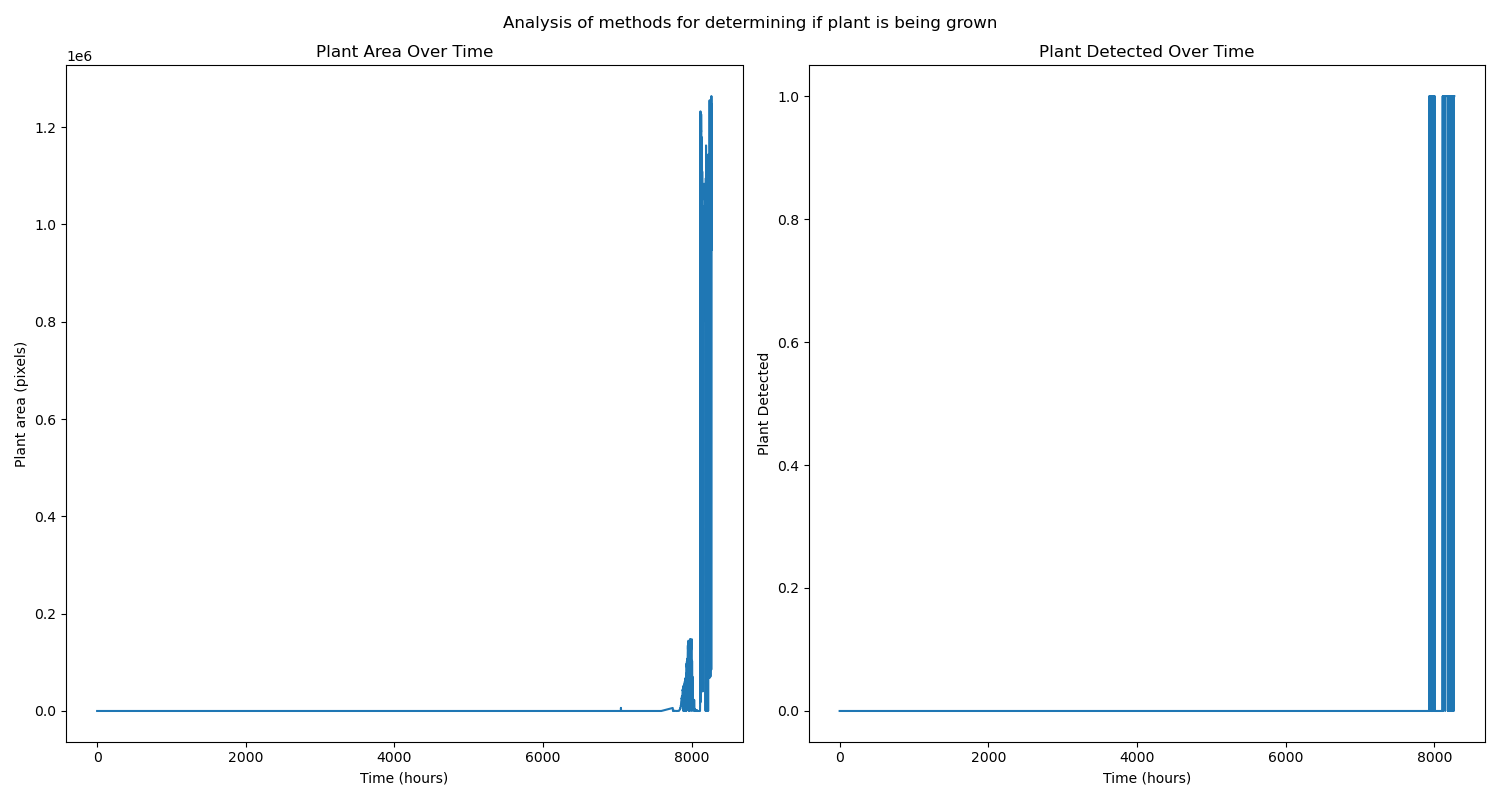 Analysis of methods for determining if plant is being grown
Plant Area Over Time
1e6
1.2
1.0
0.8
0.6
0.4
0.2
0.0
Plant area (pixels)
0 2000 4000 6000 8000
Time (hours)
Plant Detected Over Time
1.0
0.8
0.6
0.4
0.2
0.0
Plant Detected
0 2000 4000 6000 8000
Time (hours)